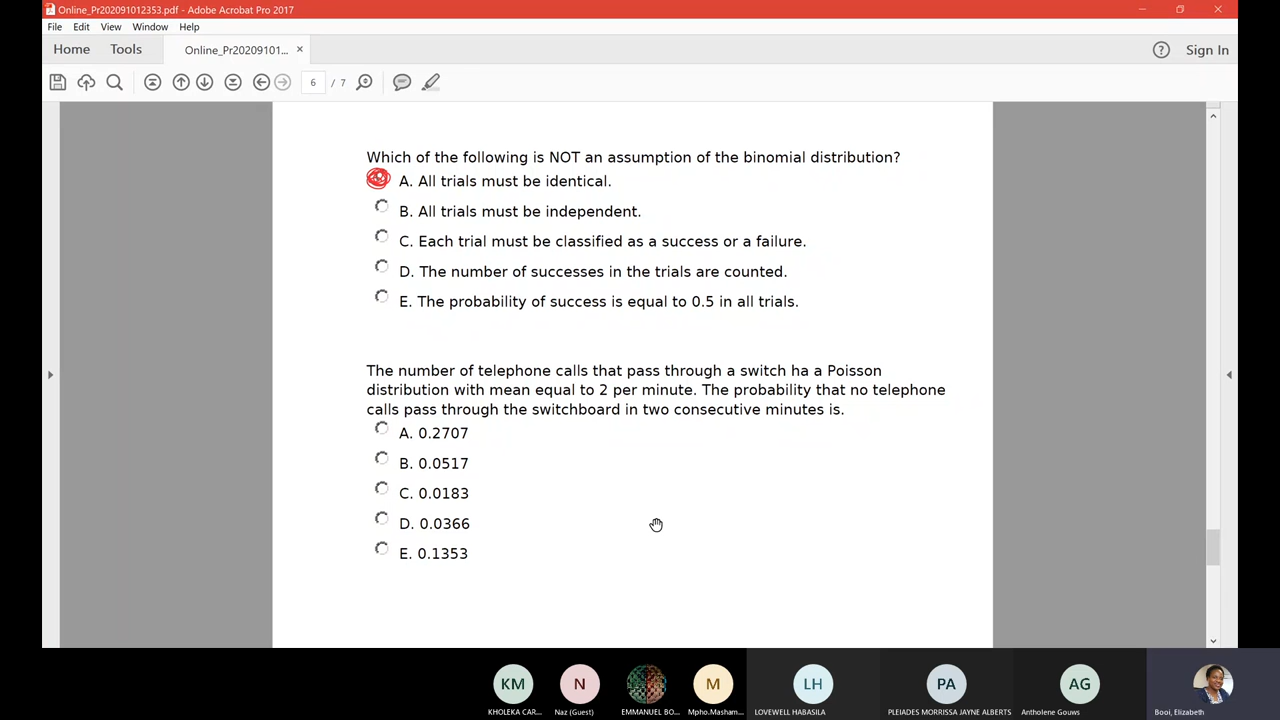 Online_Pr202091012353.pdf - Adobe Acrobat Pro 2017
File Edit View Window Help
Home Tools Online_Pr20209101... × Sign In
6 / 7
Which of the following is NOT an assumption of the binomial distribution?
A. All trials must be identical.
B. All trials must be independent.
C. Each trial must be classified as a success or a failure.
D. The number of successes in the trials are counted.
E. The probability of success is equal to 0.5 in all trials.
The number of telephone calls that pass through a switch ha a Poisson
distribution with mean equal to 2 per minute. The probability that no telephone
calls pass through the switchboard in two consecutive minutes is.
A. 0.2707
B. 0.0517
C. 0.0183
D. 0.0366
E. 0.1353
KM N M LH PA AG
KHOLEKA CAR... Naz (Guest) EMMANUEL BO... Mpho.Masham... LOVEWELL HABASILA PLEIADES MORRISSA JAYNE ALBERTS Antholene Gouws Booi, Elizabeth